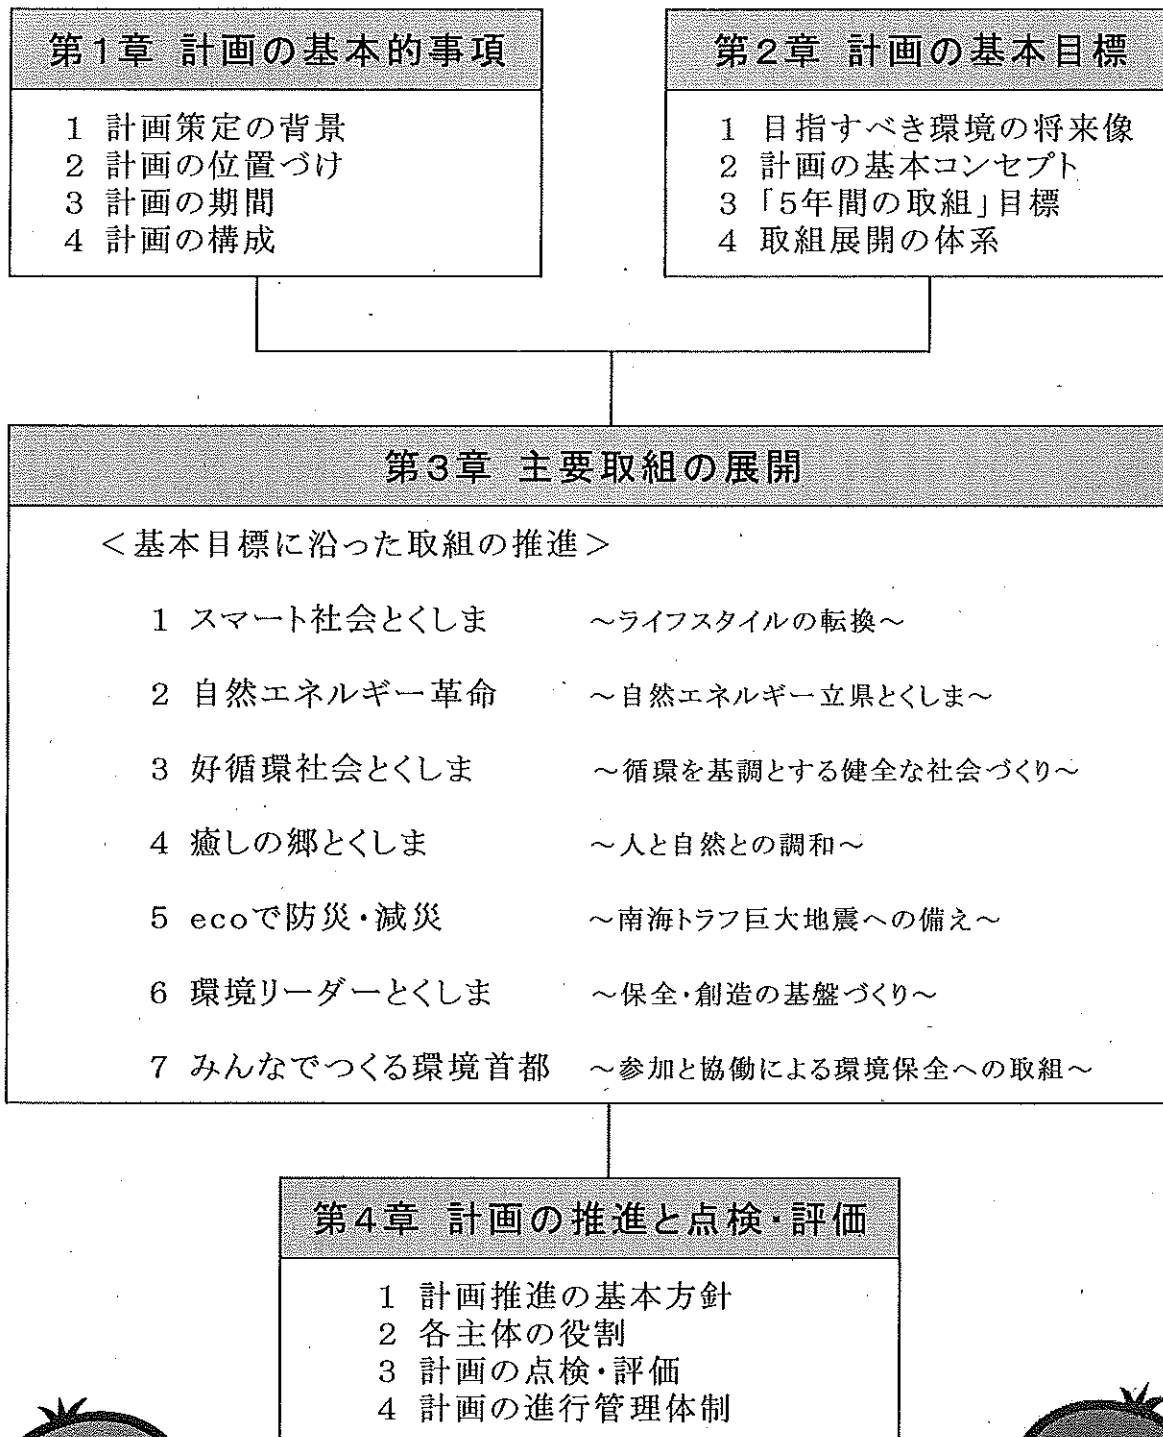 第1章 計画の基本的事項
1 計画策定の背景
2 計画の位置づけ
3 計画の期間
4 計画の構成
第2章 計画の基本目標
1 目指すべき環境の将来像
2 計画の基本コンセプト
3 「5年間の取組」目標
4 取組展開の体系
第3章 主要取組の展開
＜基本目標に沿った取組の推進＞
1 スマート社会とくしま ～ライフスタイルの転換～
2 自然エネルギー革命 ～自然エネルギー立県とくしま～
3 好循環社会とくしま ～循環を基調とする健全な社会づくり～
4 癒しの郷とくしま ～人と自然との調和～
5 ecoで防災・減災 ～南海トラフ巨大地震への備え～
6 環境リーダーとくしま ～保全・創造の基盤づくり～
7 みんなでつくる環境首都 ～参加と協働による環境保全への取組～
第4章 計画の推進と点検・評価
1 計画推進の基本方針
2 各主体の役割
3 計画の点検・評価
4 計画の進行管理体制